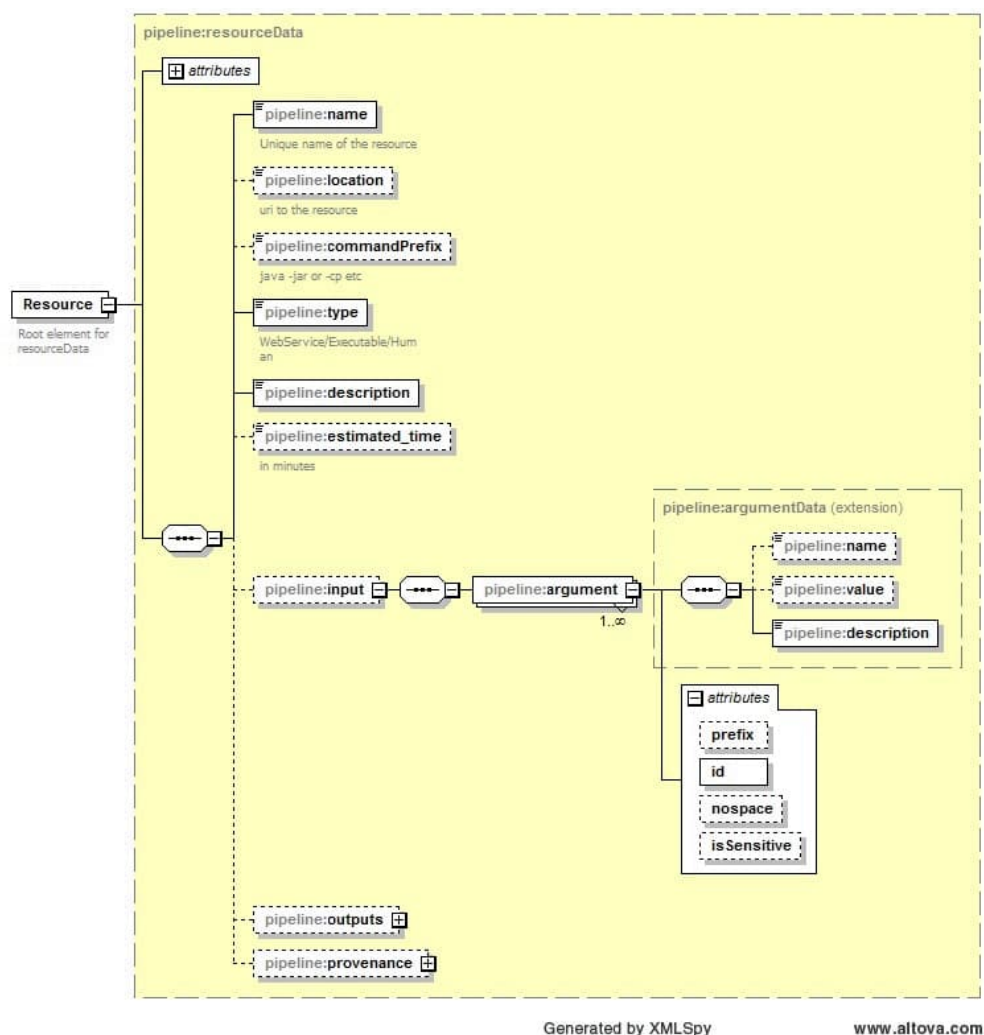 pipeline:resourceData
attributes
pipeline:name
Unique name of the resource
pipeline:location
uri to the resource
pipeline:commandPrefix
java -jar or -cp etc
Resource
Root element for
resourceData
pipeline:type
WebService/Executable/Hum
an
pipeline:description
pipeline:estimated_time
in minutes
pipeline:argumentData (extension)
pipeline:name
pipeline:input
pipeline:argument
1..∞
pipeline:value
pipeline:description
attributes
prefix
id
nospace
isSensitive
pipeline:outputs
pipeline:provenance
Generated by XMLSpy
www.altova.com